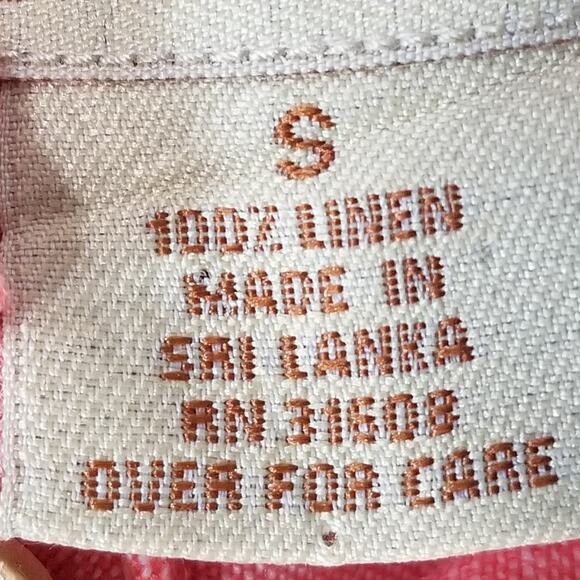 S
100% LINEN
MADE IN
SRI LANKA
RN 31608
OVER FOR CARE